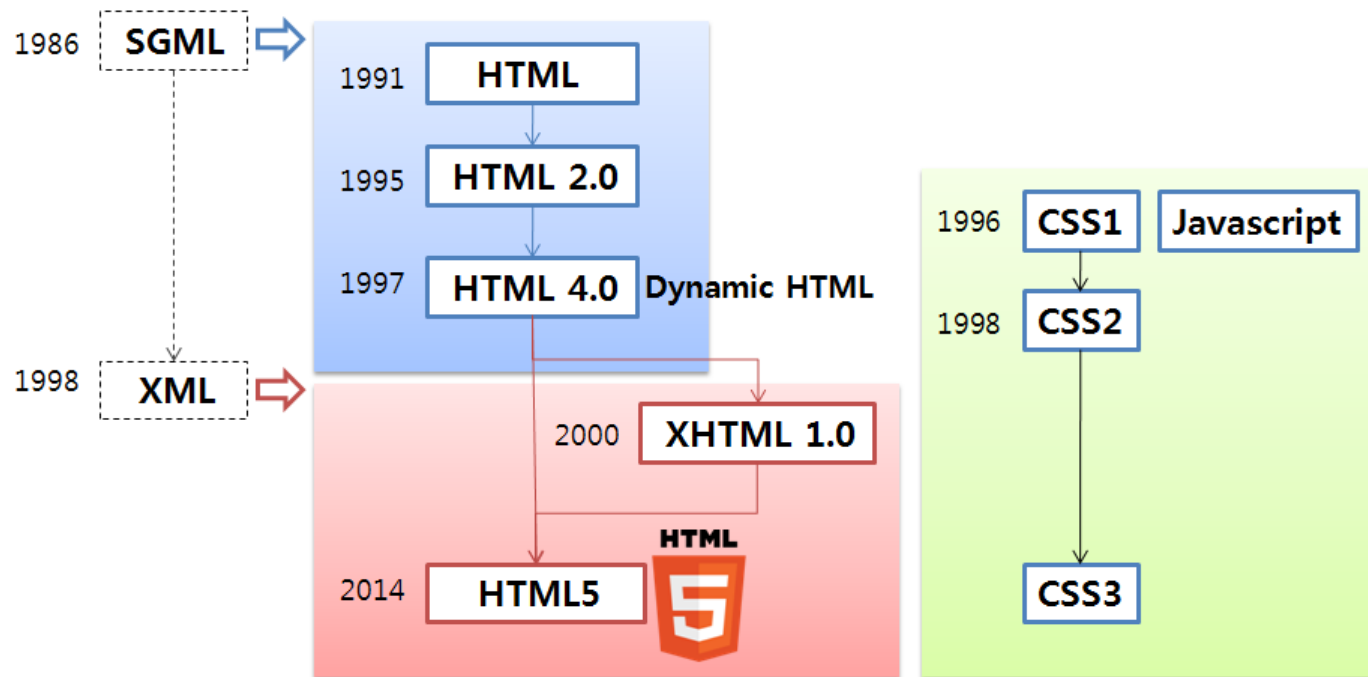 1986 SGML
1991 HTML
1995 HTML 2.0
1997 HTML 4.0 Dynamic HTML
1998 XML
2000 XHTML 1.0
2014 HTML5
HTML
5
1996 CSS1 Javascript
1998 CSS2
CSS3